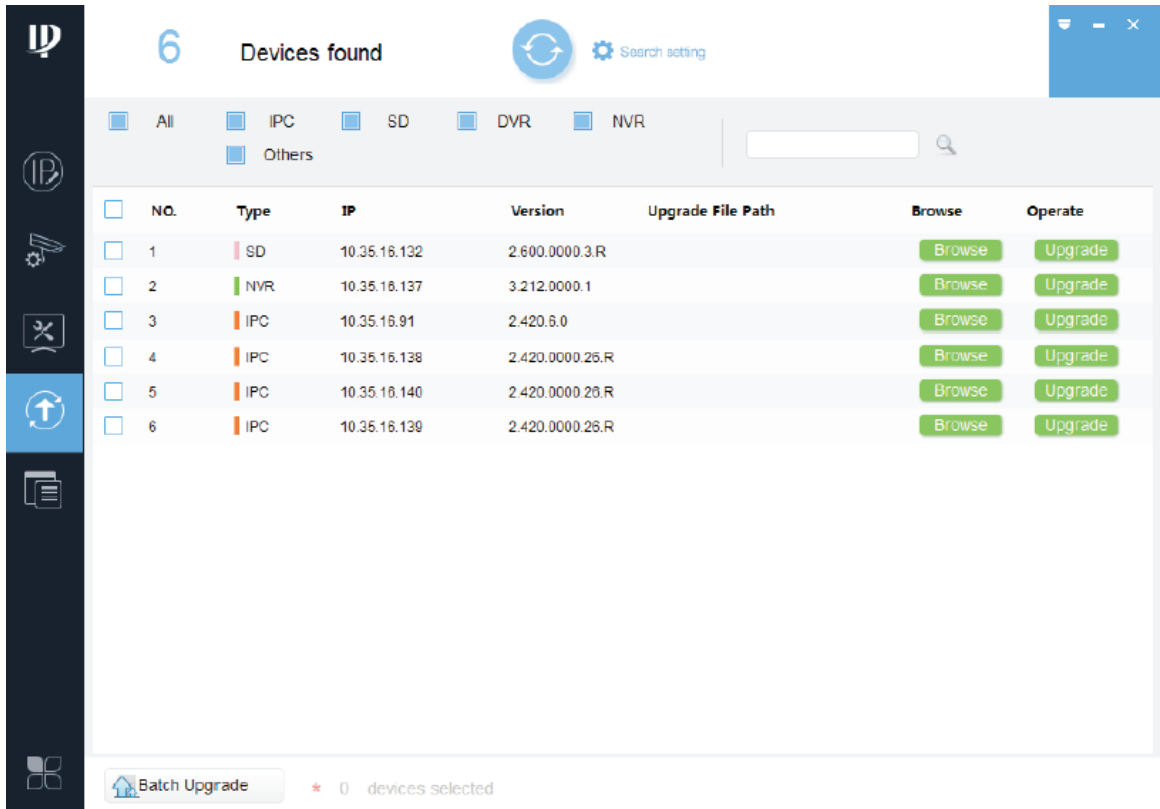 6 Devices found Search setting
All IPC SD DVR NVR
Others
NO. Type IP Version Upgrade File Path Browse Operate
1 SD 10.35.16.132 2.600.0000.3.R Browse Upgrade
2 NVR 10.35.16.137 3.212.0000.1 Browse Upgrade
3 IPC 10.35.16.91 2.420.6.0 Browse Upgrade
4 IPC 10.35.16.138 2.420.0000.26.R Browse Upgrade
5 IPC 10.35.16.140 2.420.0000.26.R Browse Upgrade
6 IPC 10.35.16.139 2.420.0000.26.R Browse Upgrade
Batch Upgrade * 0 devices selected